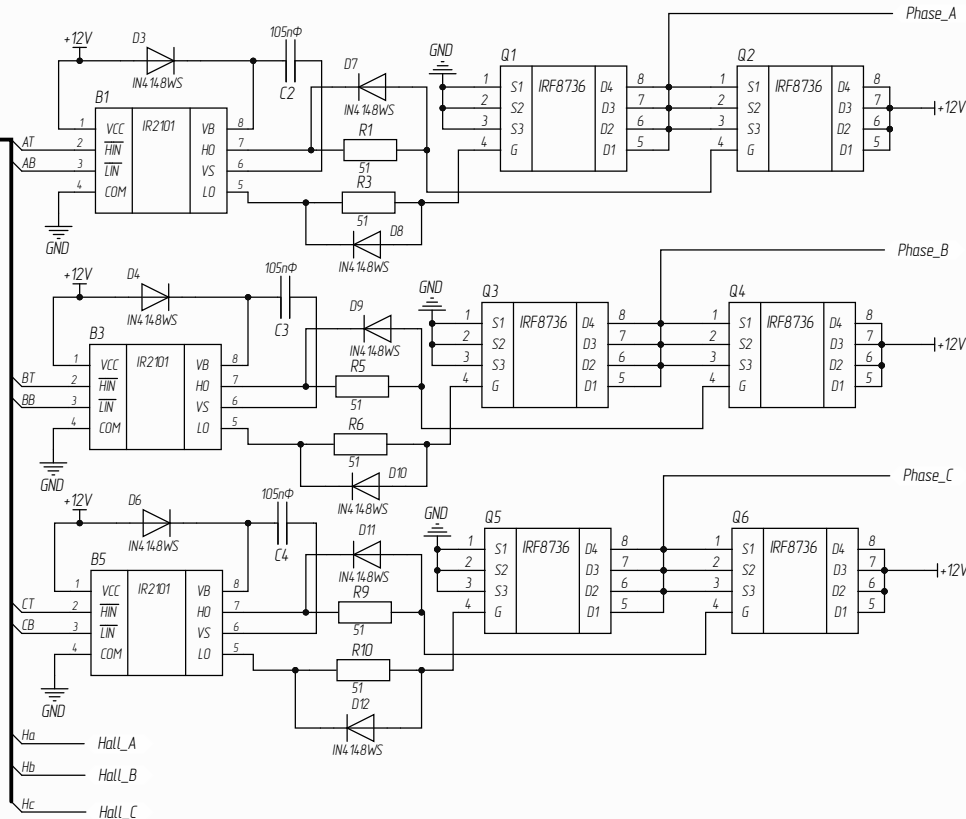 Phase_A
+12V D3 105пФ GND Q1 Q2
D7
IN4148WS C2 IN4148WS
1 S1 IRF8736 D4 8 1 S1 IRF8736 D4 8
2 S2 D3 7 2 S2 D3 7 +12V
3 S3 D2 6 3 S3 D2 6
4 G D1 5 4 G D1 5
B1
1 VCC IR2101 VB 8
AT 2 HIN HO 7 R1 51
AB 3 LIN VS 6
4 COM LO 5 R3 51
GND D8 IN4148WS
Phase_B
+12V D4 105пФ GND Q3 Q4
D9
IN4148WS C3 IN4148WS
1 S1 IRF8736 D4 8 1 S1 IRF8736 D4 8
2 S2 D3 7 2 S2 D3 7 +12V
3 S3 D2 6 3 S3 D2 6
4 G D1 5 4 G D1 5
B3
1 VCC IR2101 VB 8
BT 2 HIN HO 7 R5 51
BB 3 LIN VS 6
4 COM LO 5 R6 51
GND D10 IN4148WS
Phase_C
+12V D6 105пФ GND Q5 Q6
D11
IN4148WS C4 IN4148WS
1 S1 IRF8736 D4 8 1 S1 IRF8736 D4 8
2 S2 D3 7 2 S2 D3 7 +12V
3 S3 D2 6 3 S3 D2 6
4 G D1 5 4 G D1 5
B5
1 VCC IR2101 VB 8
CT 2 HIN HO 7 R9 51
CB 3 LIN VS 6
4 COM LO 5 R10 51
GND D12 IN4148WS
Ha Hall_A
Hb Hall_B
Hc Hall_C